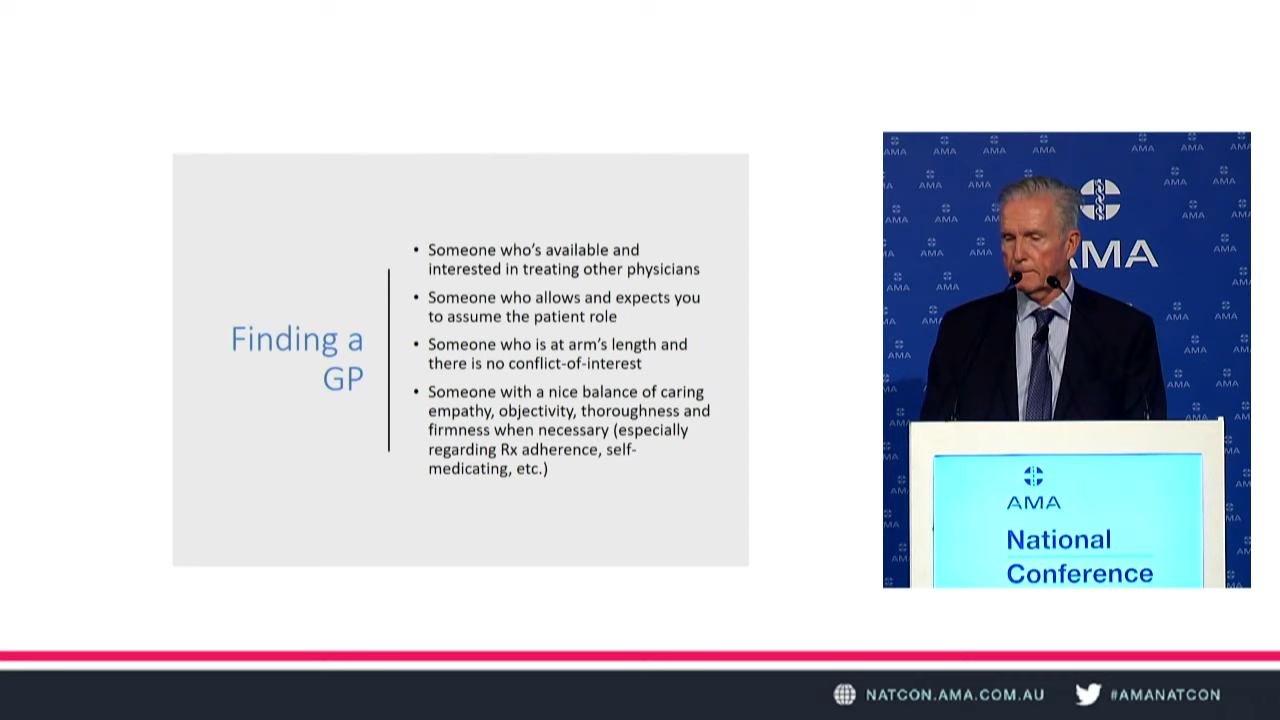 Finding a
GP
• Someone who's available and
interested in treating other physicians
• Someone who allows and expects you
to assume the patient role
• Someone who is at arm's length and
there is no conflict-of-interest
• Someone with a nice balance of caring
empathy, objectivity, thoroughness and
firmness when necessary (especially
regarding Rx adherence, self-
medicating, etc.)
AMA
AMA
National
Conference
NATCON.AMA.COM.AU
#AMANATCON